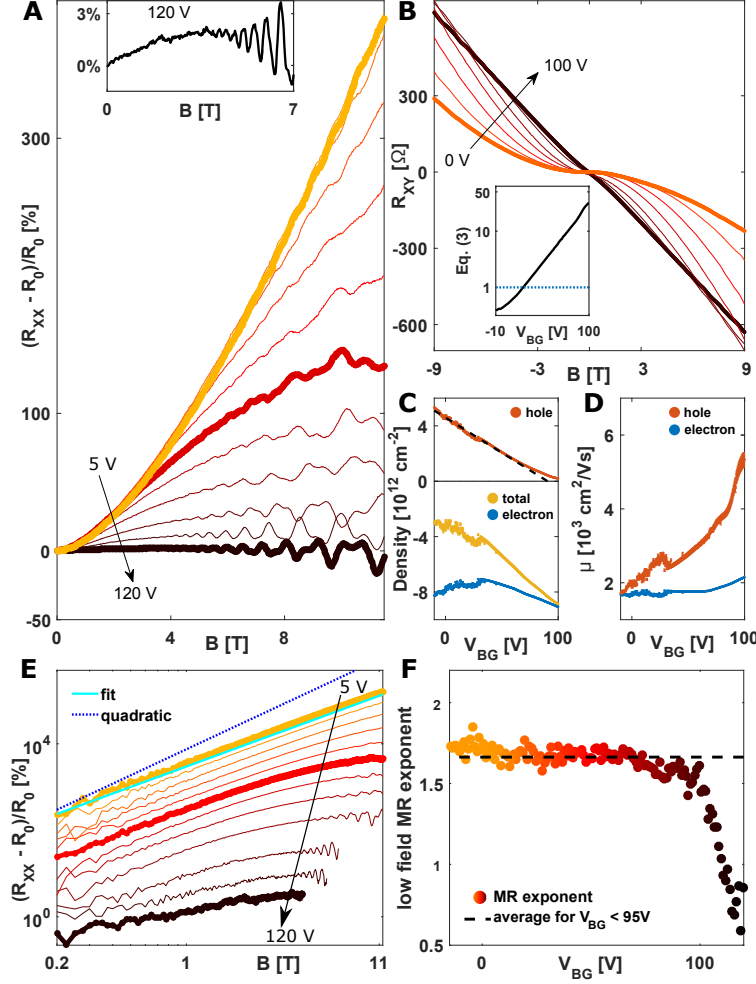 A
120 V
3%
0%
0
7
B [T]
300
100
0
-50
(R_XX - R_0)/R_0 [%]
5 V
120 V
0
4
8
B [T]
B
100 V
0 V
300
0
-300
-600
R_XY [Ω]
50
10
1
Eq. (3)
-10
100
V_BG [V]
-9
-3
3
9
B [T]
C
hole
4
0
-4
-8
Density [10^12 cm^-2]
total
electron
0
100
V_BG [V]
D
hole
electron
6
4
2
μ [10^3 cm^2/Vs]
0
100
V_BG [V]
E
fit
quadratic
5 V
120 V
10^4
10^0
(R_XX - R_0)/R_0 [%]
0.2
1
11
B [T]
F
2
1.5
1
0.5
low field MR exponent
MR exponent
average for V_BG < 95V
0
100
V_BG [V]